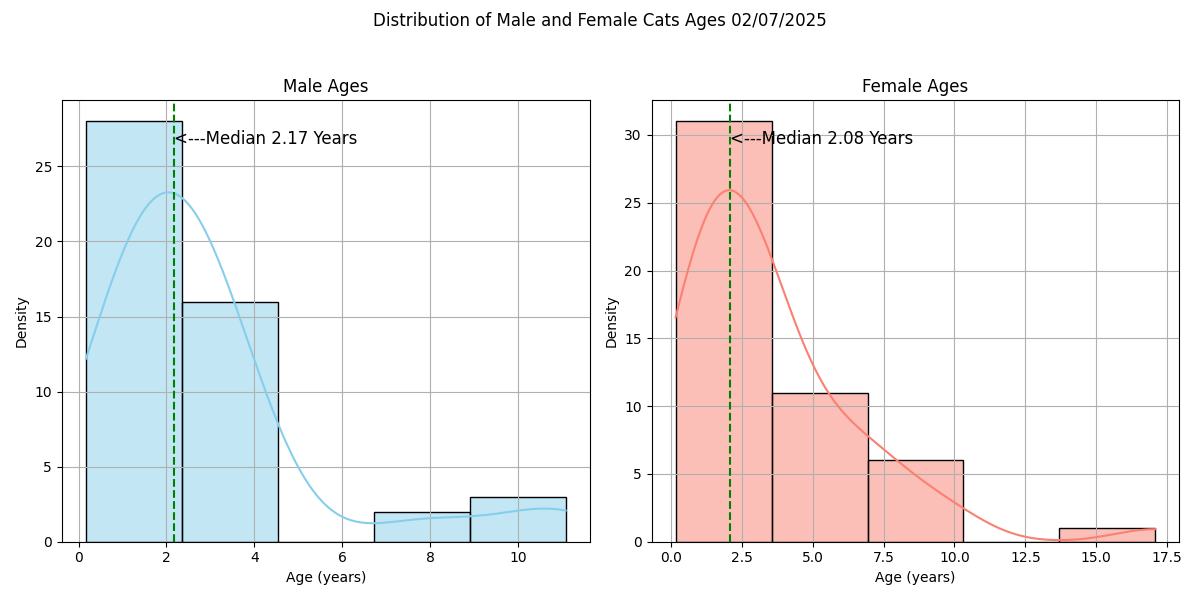 Distribution of Male and Female Cats Ages 02/07/2025
Male Ages
<---Median 2.17 Years
25
20
15
10
5
0
Density
0 2 4 6 8 10
Age (years)
Female Ages
<---Median 2.08 Years
30
25
20
15
10
5
0
Density
0.0 2.5 5.0 7.5 10.0 12.5 15.0 17.5
Age (years)